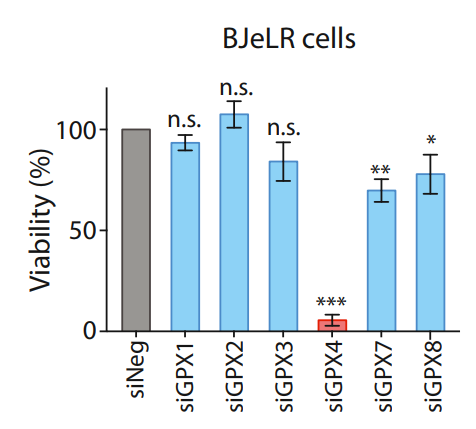 BJeLR cells
n.s.
n.s.
n.s.
***
**
*
Viability (%)
100
50
0
siNeg
siGPX1
siGPX2
siGPX3
siGPX4
siGPX7
siGPX8